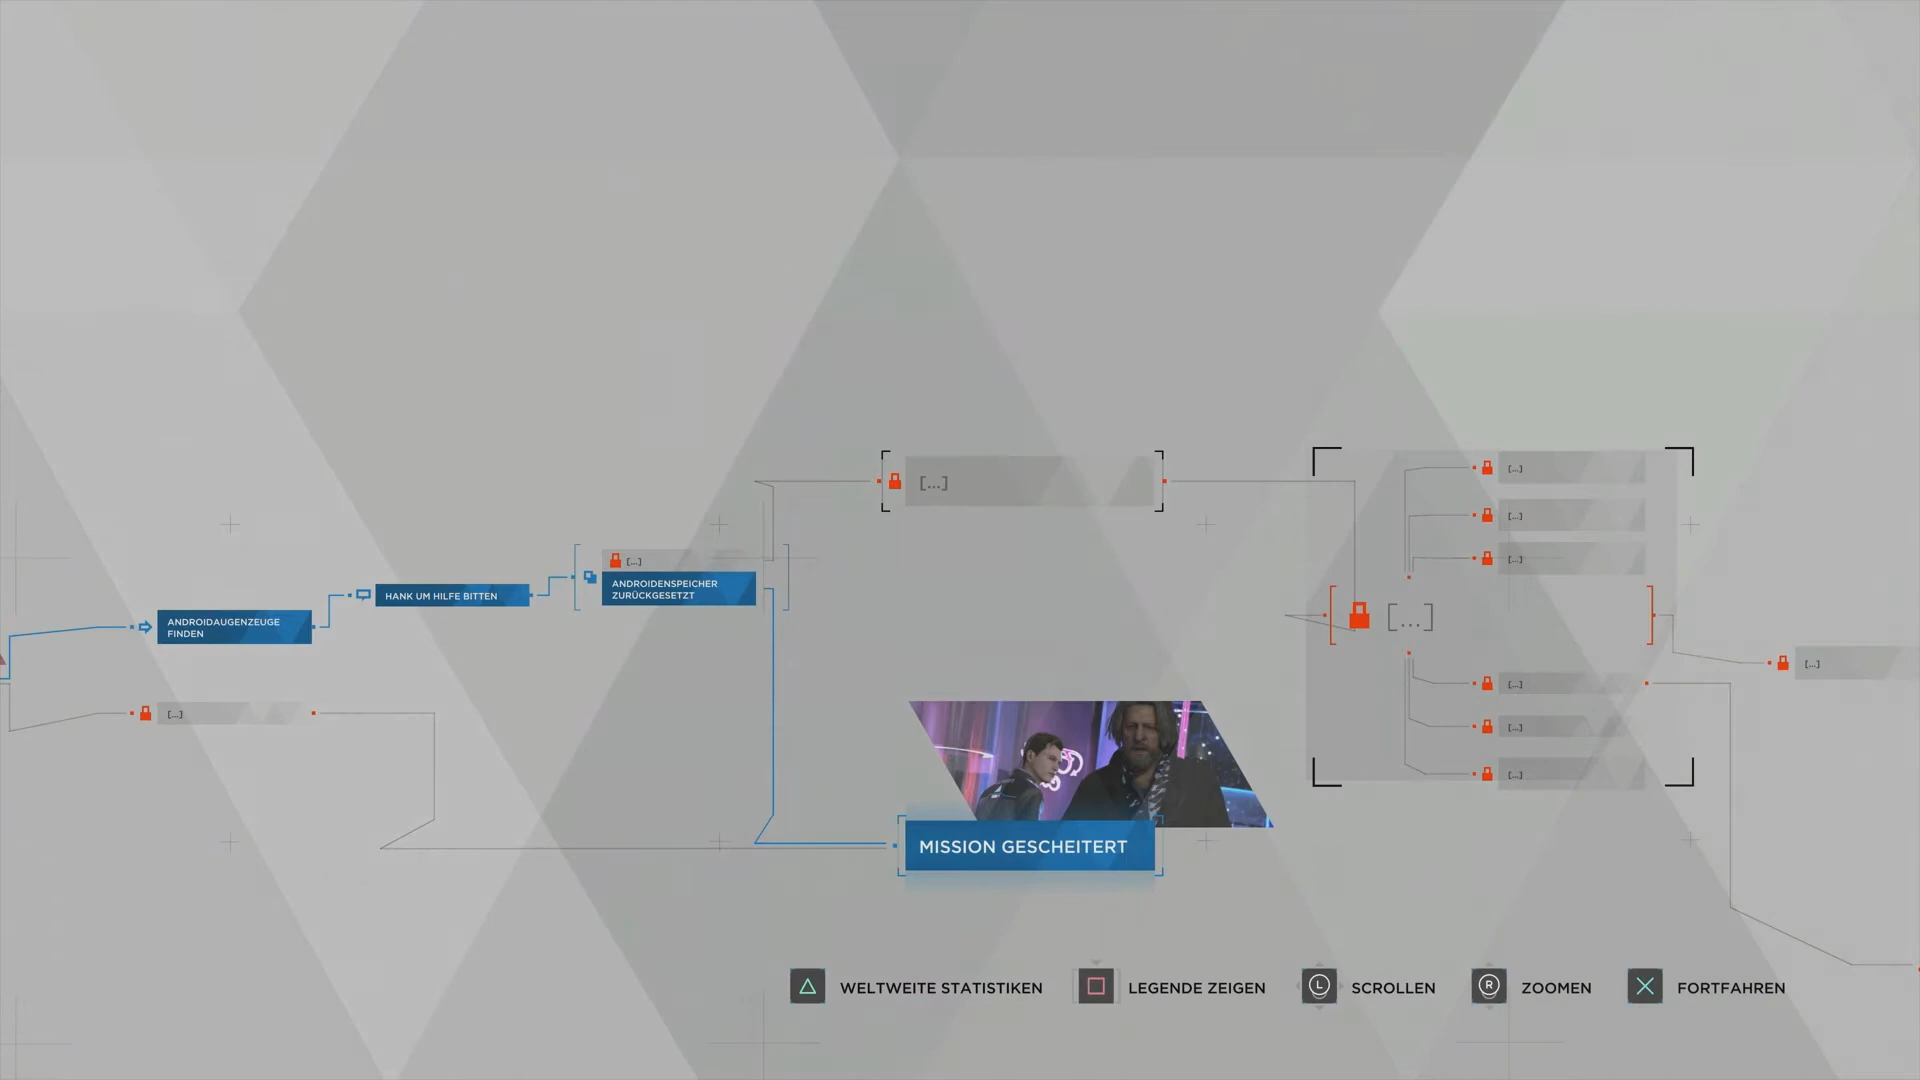 [...]
[...]
[...]
[...]
[...]
[...]
ANDROIDENSPEICHER
ZURÜCKGESETZT
HANK UM HILFE BITTEN
ANDROIDAUGENZEUGE
FINDEN
[...]
[...]
[...]
[...]
[...]
[...]
MISSION GESCHEITERT
WELTWEITE STATISTIKEN
LEGENDE ZEIGEN
L SCROLLEN
R ZOOMEN
FORTFAHREN